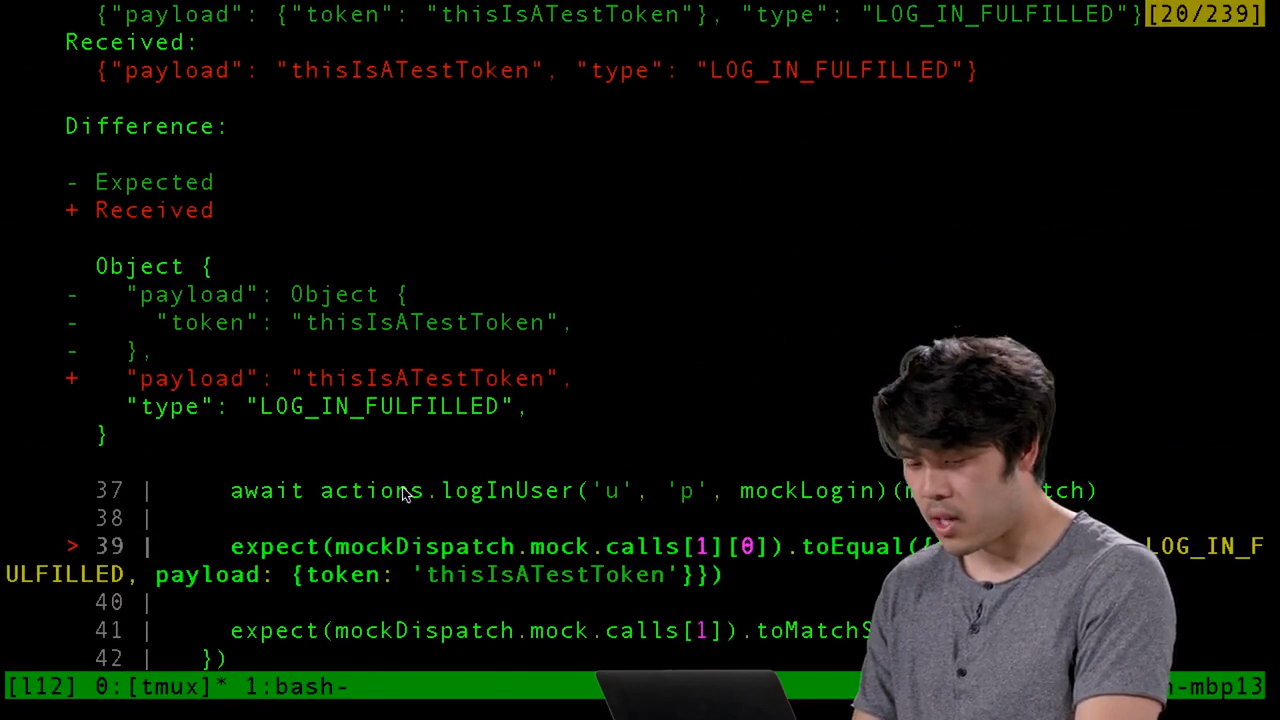 {"payload": {"token": "thisIsATestToken"}, "type": "LOG_IN_FULFILLED"}[20/239]
Received:
{"payload": "thisIsATestToken", "type": "LOG_IN_FULFILLED"}
Difference:
- Expected
+ Received
Object {
- "payload": Object {
- "token": "thisIsATestToken",
- },
+ "payload": "thisIsATestToken",
"type": "LOG_IN_FULFILLED",
}
37 | await actions.logInUser('u', 'p', mockLogin)(
38 |
> 39 | expect(mockDispatch.mock.calls[1][0]).toEqual({ LOG_IN_F
ULFILLED, payload: {token: 'thisIsATestToken'}})
40 |
41 | expect(mockDispatch.mock.calls[1])
42 | })
[l12] 0:[tmux]* 1:bash- -mbp13